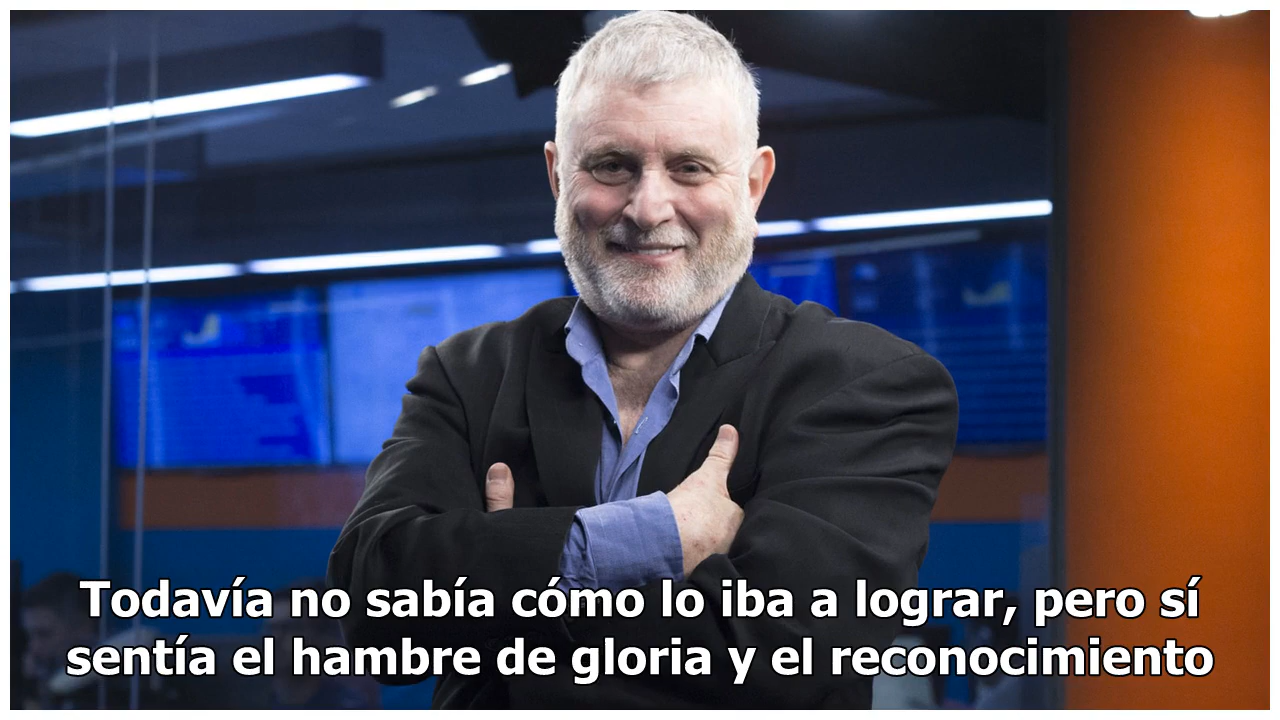 Todavía no sabía cómo lo iba a lograr, pero sí
sentía el hambre de gloria y el reconocimiento